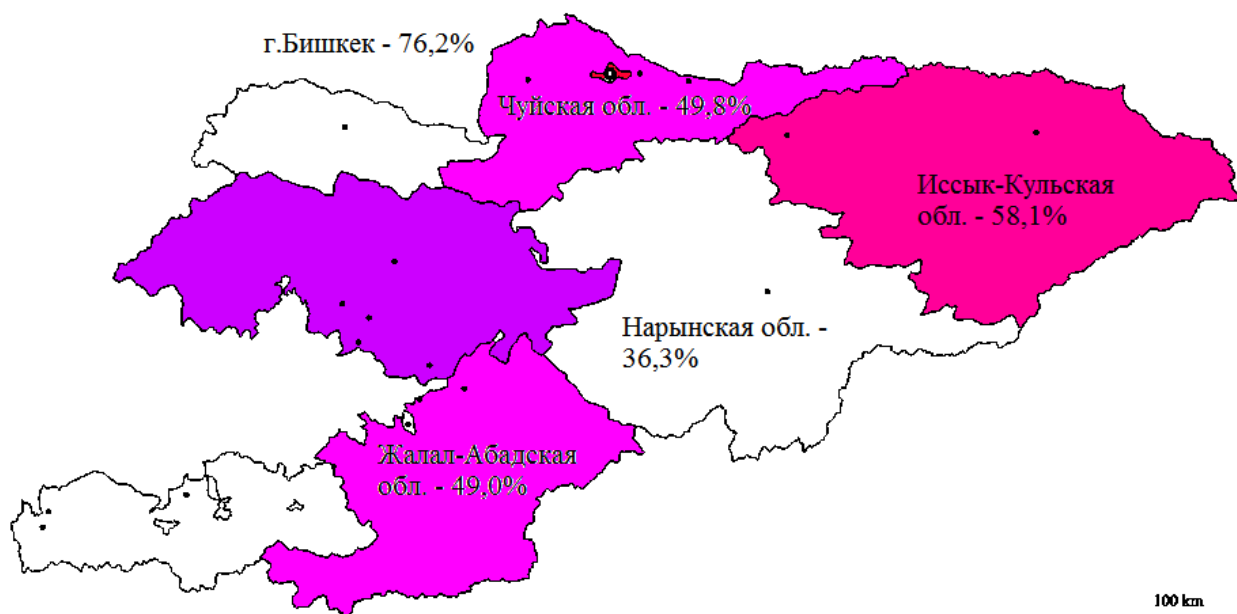 г.Бишкек - 76,2%
Чуйская обл. - 49,8%
Иссык-Кульская
обл. - 58,1%
Нарынская обл. -
36,3%
Жалал-Абадская
обл. - 49,0%
100 km